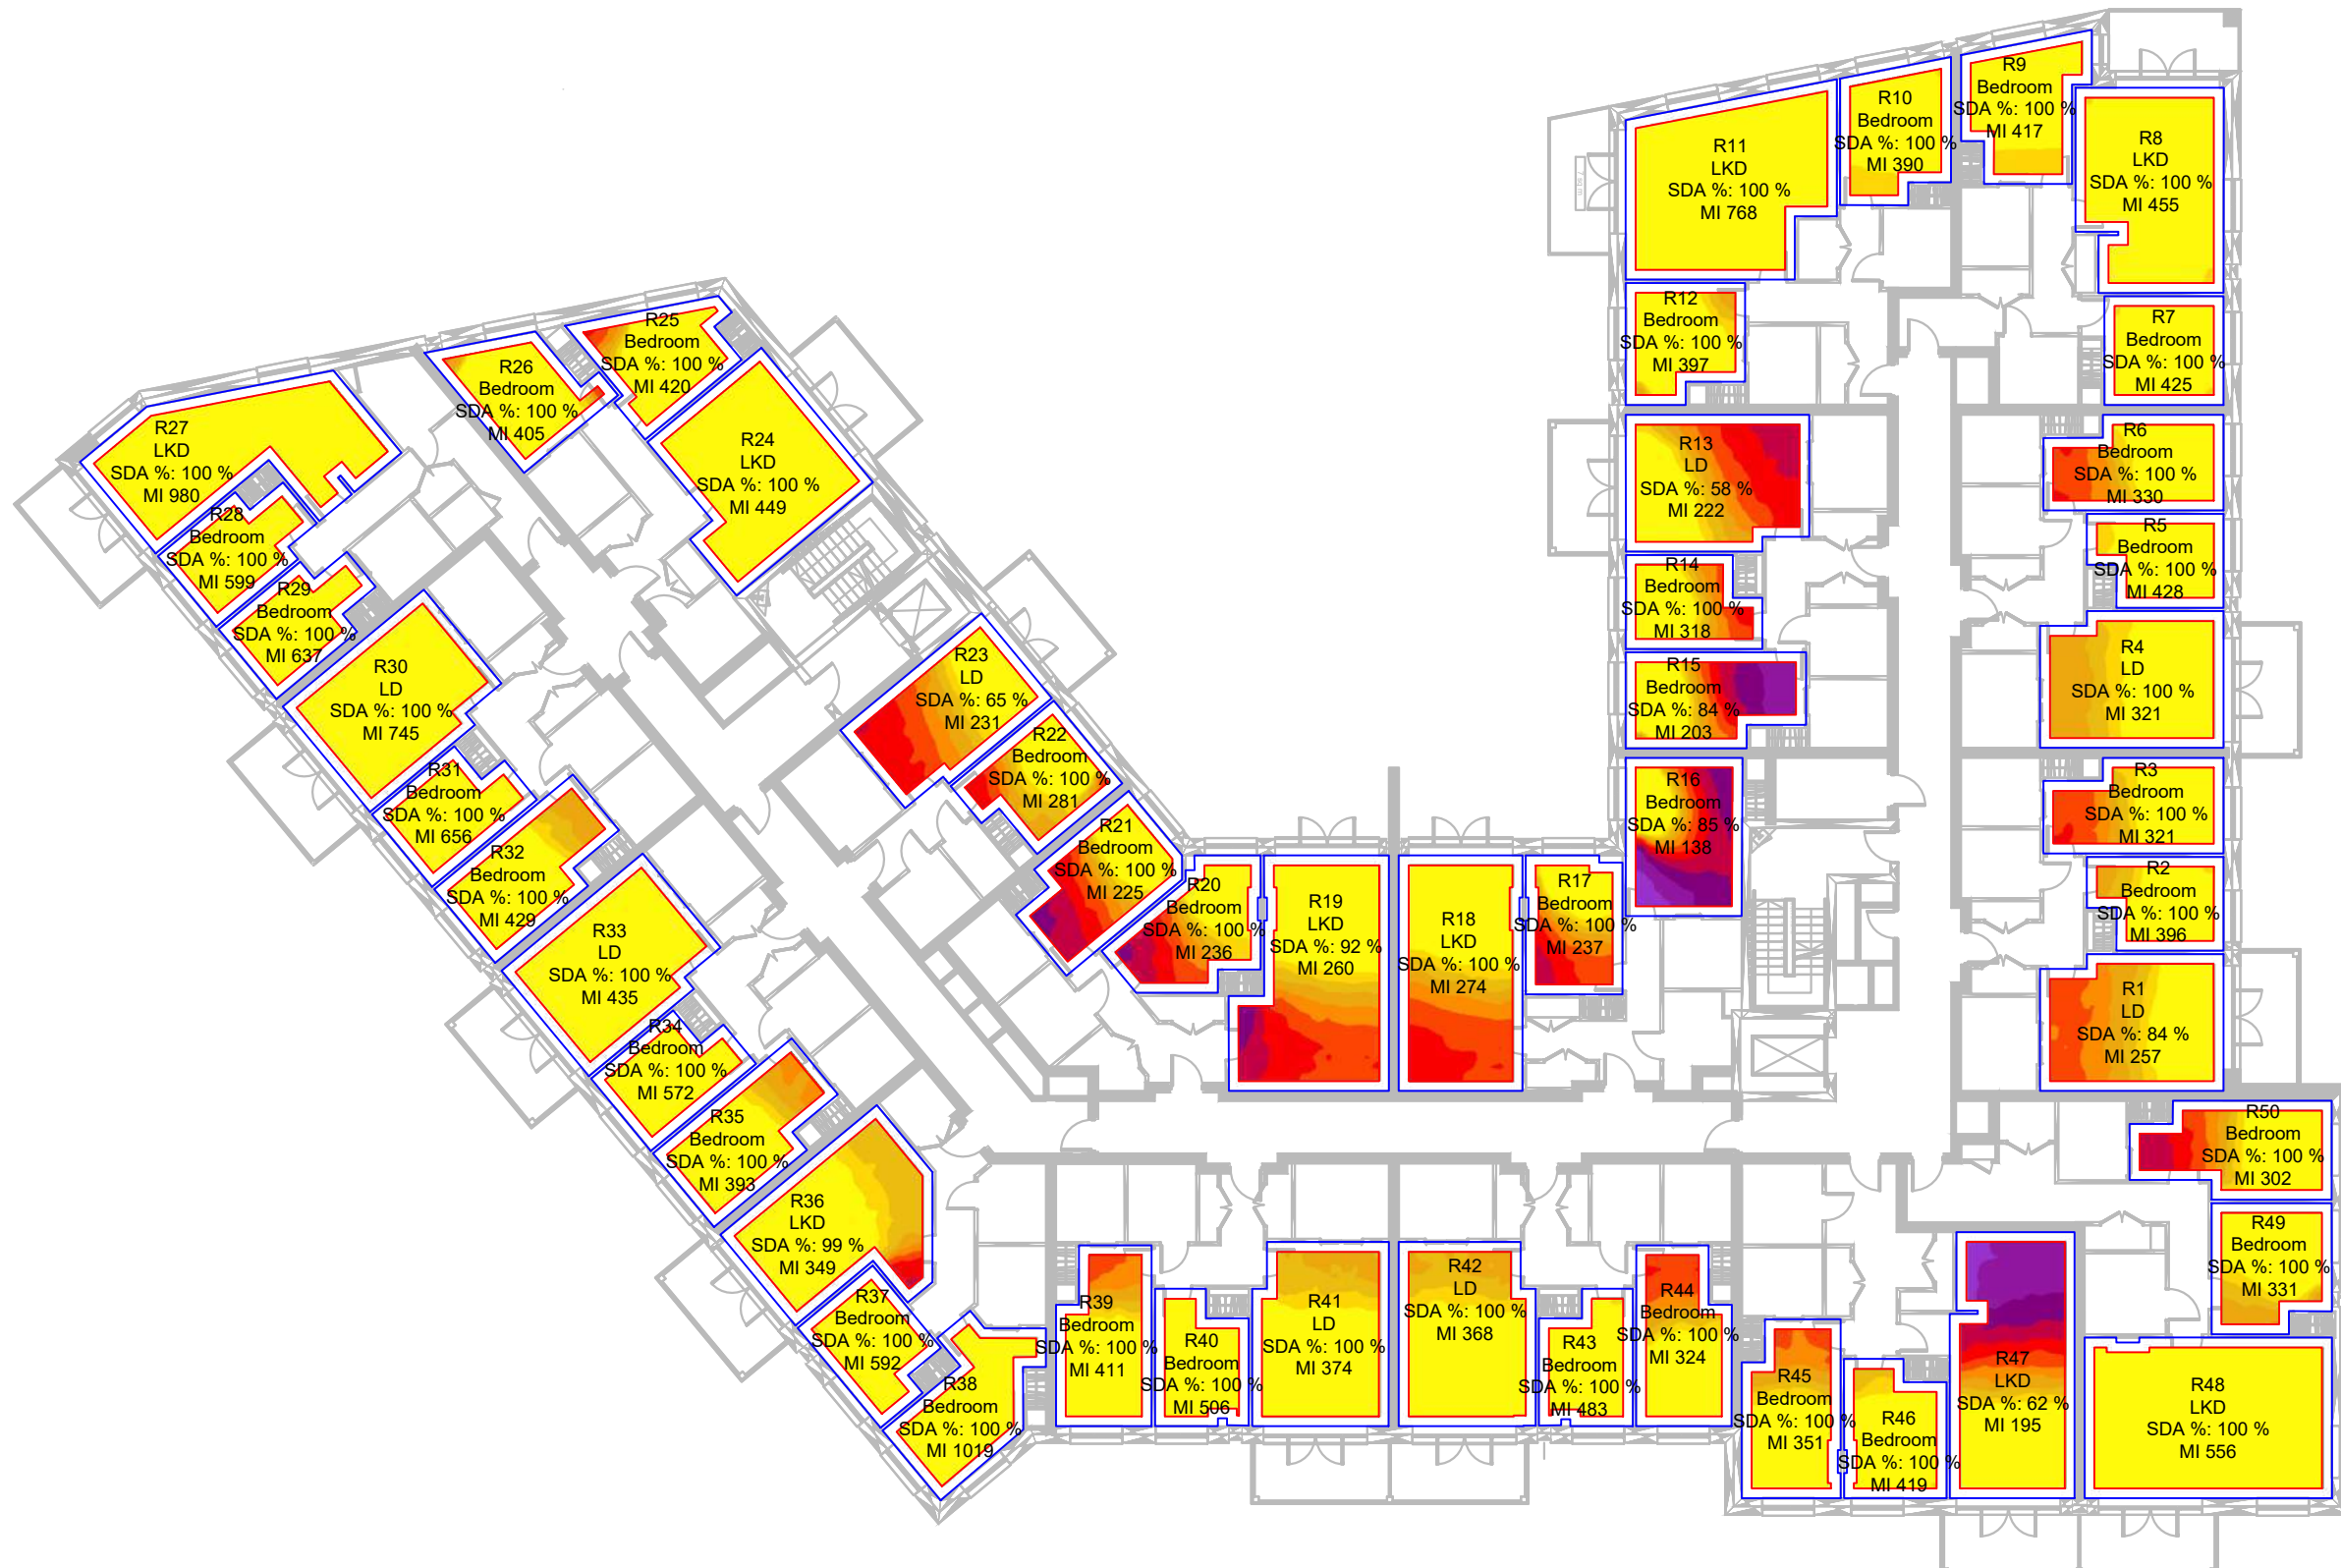 R1
LD
SDA %: 84 %
MI 257
R2
Bedroom
SDA %: 100 %
MI 396
R3
Bedroom
SDA %: 100 %
MI 321
R4
LD
SDA %: 100 %
MI 321
R5
Bedroom
SDA %: 100 %
MI 428
R6
Bedroom
SDA %: 100 %
MI 330
R7
Bedroom
SDA %: 100 %
MI 425
R8
LKD
SDA %: 100 %
MI 455
R9
Bedroom
SDA %: 100 %
MI 417
R10
Bedroom
SDA %: 100 %
MI 390
R11
LKD
SDA %: 100 %
MI 768
R12
Bedroom
SDA %: 100 %
MI 397
R13
LD
SDA %: 58 %
MI 222
R14
Bedroom
SDA %: 100 %
MI 318
R15
Bedroom
SDA %: 84 %
MI 203
R16
Bedroom
SDA %: 85 %
MI 138
R17
Bedroom
SDA %: 100 %
MI 237
R18
LKD
SDA %: 100 %
MI 274
R19
LKD
SDA %: 92 %
MI 260
R20
Bedroom
SDA %: 100 %
MI 236
R21
Bedroom
SDA %: 100 %
MI 225
R22
Bedroom
SDA %: 100 %
MI 281
R23
LD
SDA %: 65 %
MI 231
R24
LKD
SDA %: 100 %
MI 449
R25
Bedroom
SDA %: 100 %
MI 420
R26
Bedroom
SDA %: 100 %
MI 405
R27
LKD
SDA %: 100 %
MI 980
R28
Bedroom
SDA %: 100 %
MI 599
R29
Bedroom
SDA %: 100 %
MI 637
R30
LD
SDA %: 100 %
MI 745
R31
Bedroom
SDA %: 100 %
MI 656
R32
Bedroom
SDA %: 100 %
MI 429
R33
LD
SDA %: 100 %
MI 435
R34
Bedroom
SDA %: 100 %
MI 572
R35
Bedroom
SDA %: 100 %
MI 393
R36
LKD
SDA %: 99 %
MI 349
R37
Bedroom
SDA %: 100 %
MI 592
R38
Bedroom
SDA %: 100 %
MI 1019
R39
Bedroom
SDA %: 100 %
MI 411
R40
Bedroom
SDA %: 100 %
MI 506
R41
LD
SDA %: 100 %
MI 374
R42
LD
SDA %: 100 %
MI 368
R43
Bedroom
SDA %: 100 %
MI 483
R44
Bedroom
SDA %: 100 %
MI 324
R45
Bedroom
SDA %: 100 %
MI 351
R46
Bedroom
SDA %: 100 %
MI 419
R47
LKD
SDA %: 62 %
MI 195
R48
LKD
SDA %: 100 %
MI 556
R49
Bedroom
SDA %: 100 %
MI 331
R50
Bedroom
SDA %: 100 %
MI 302